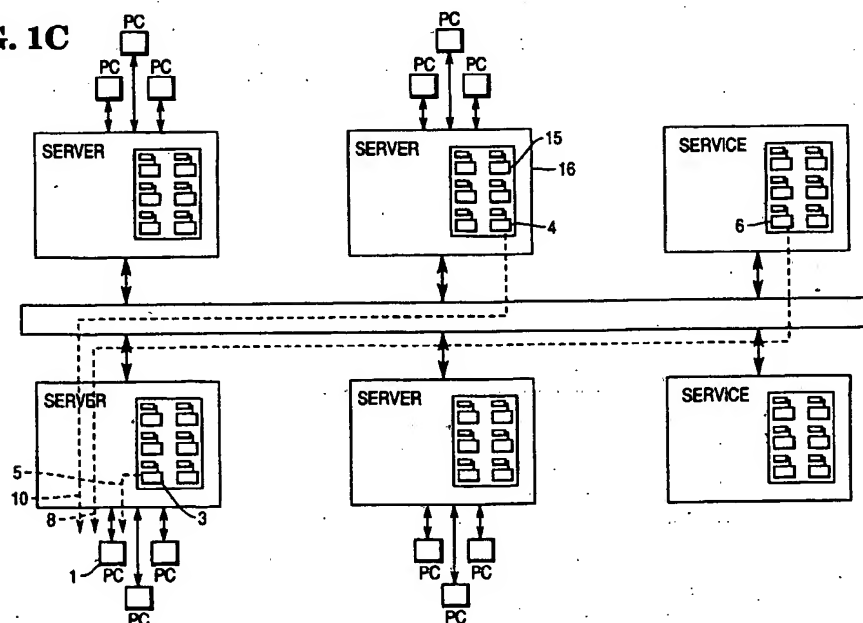 G. 1C
PC
PC PC
PC
PC PC
SERVER
SERVER
15
16
4
SERVICE
6
SERVER
5
10
8
3
SERVER
SERVICE
1
PC PC
PC
PC PC
PC